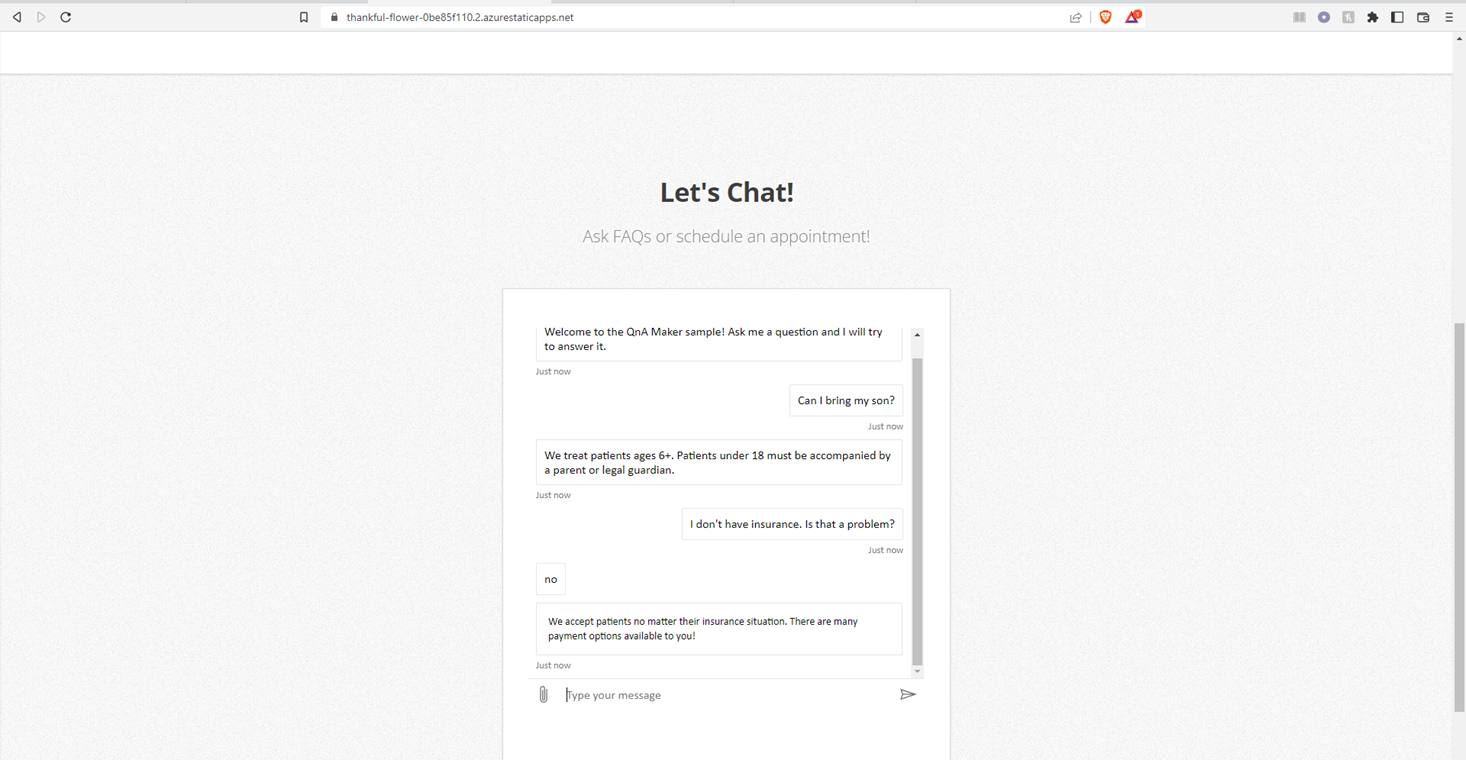 thankful-flower-0be85f110.2.azurestaticapps.net
1
Let's Chat!
Ask FAQs or schedule an appointment!
Welcome to the QnA Maker sample! Ask me a question and I will try
to answer it.
Just now
Can I bring my son?
Just now
We treat patients ages 6+. Patients under 18 must be accompanied by
a parent or legal guardian.
Just now
I don't have insurance. Is that a problem?
Just now
no
We accept patients no matter their insurance situation. There are many
payment options available to you!
Just now
Type your message